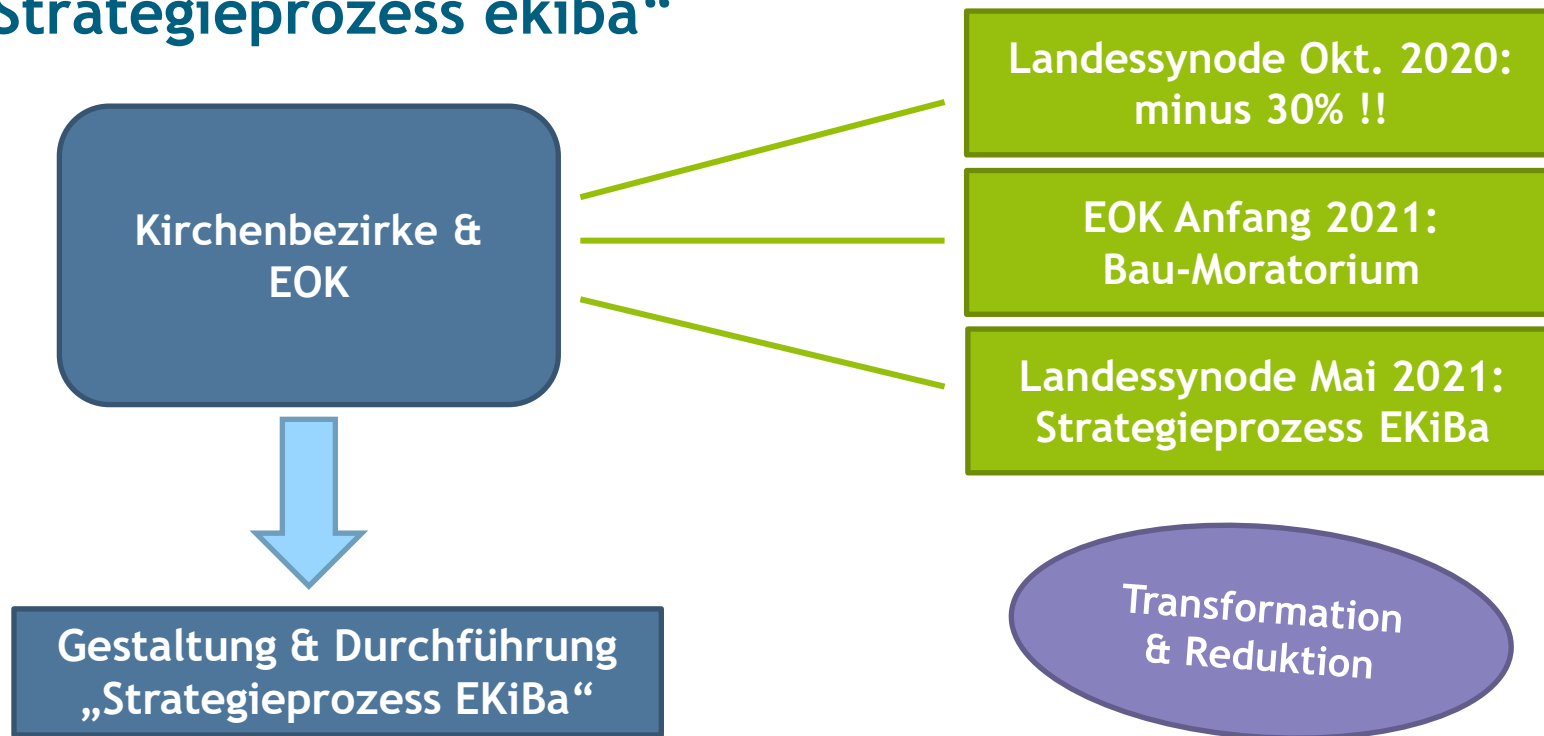 Strategieprozess ekiba“
Landessynode Okt. 2020:
minus 30% !!
Kirchenbezirke &
EOK
EOK Anfang 2021:
Bau-Moratorium
Landessynode Mai 2021:
Strategieprozess EKiBa
Transformation
& Reduktion
Gestaltung & Durchführung
„Strategieprozess EKiBa“